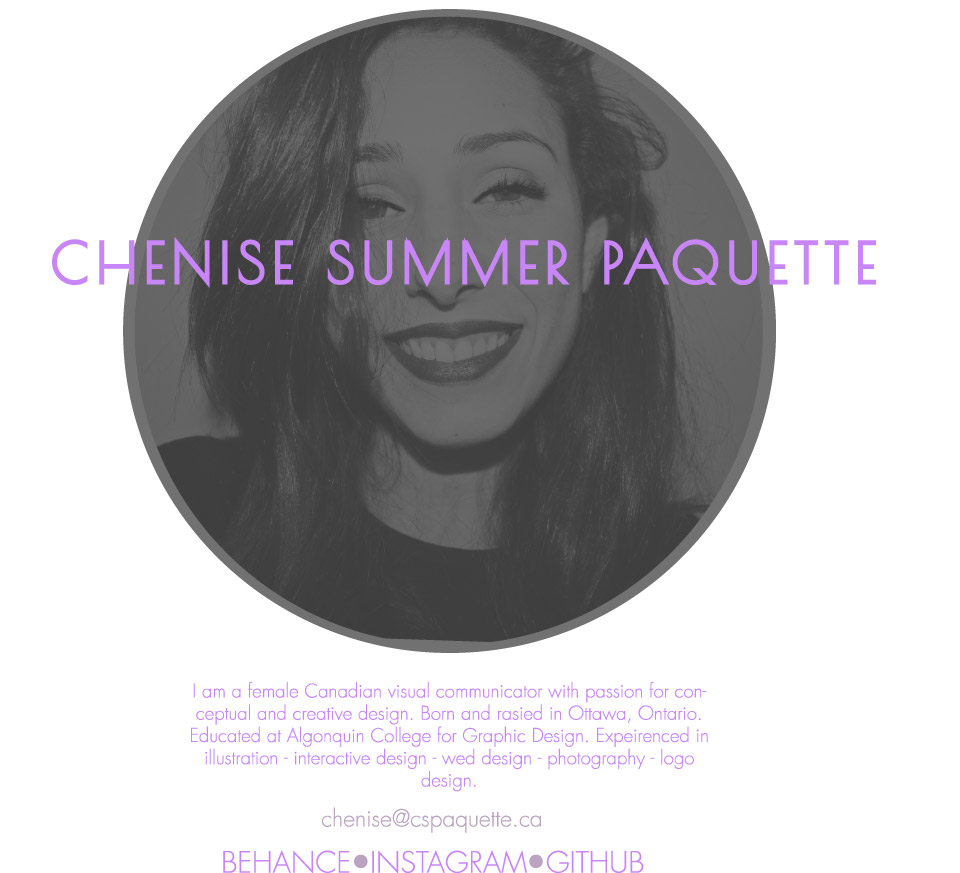 CHENISE SUMMER PAQUETTE
I am a female Canadian visual communicator with passion for con-
ceptual and creative design. Born and rasied in Ottawa, Ontario.
Educated at Algonquin College for Graphic Design. Expeirenced in
illustration - interactive design - wed design - photography - logo
design.
chenise@cspaquette.ca
BEHANCE•INSTAGRAM•GITHUB